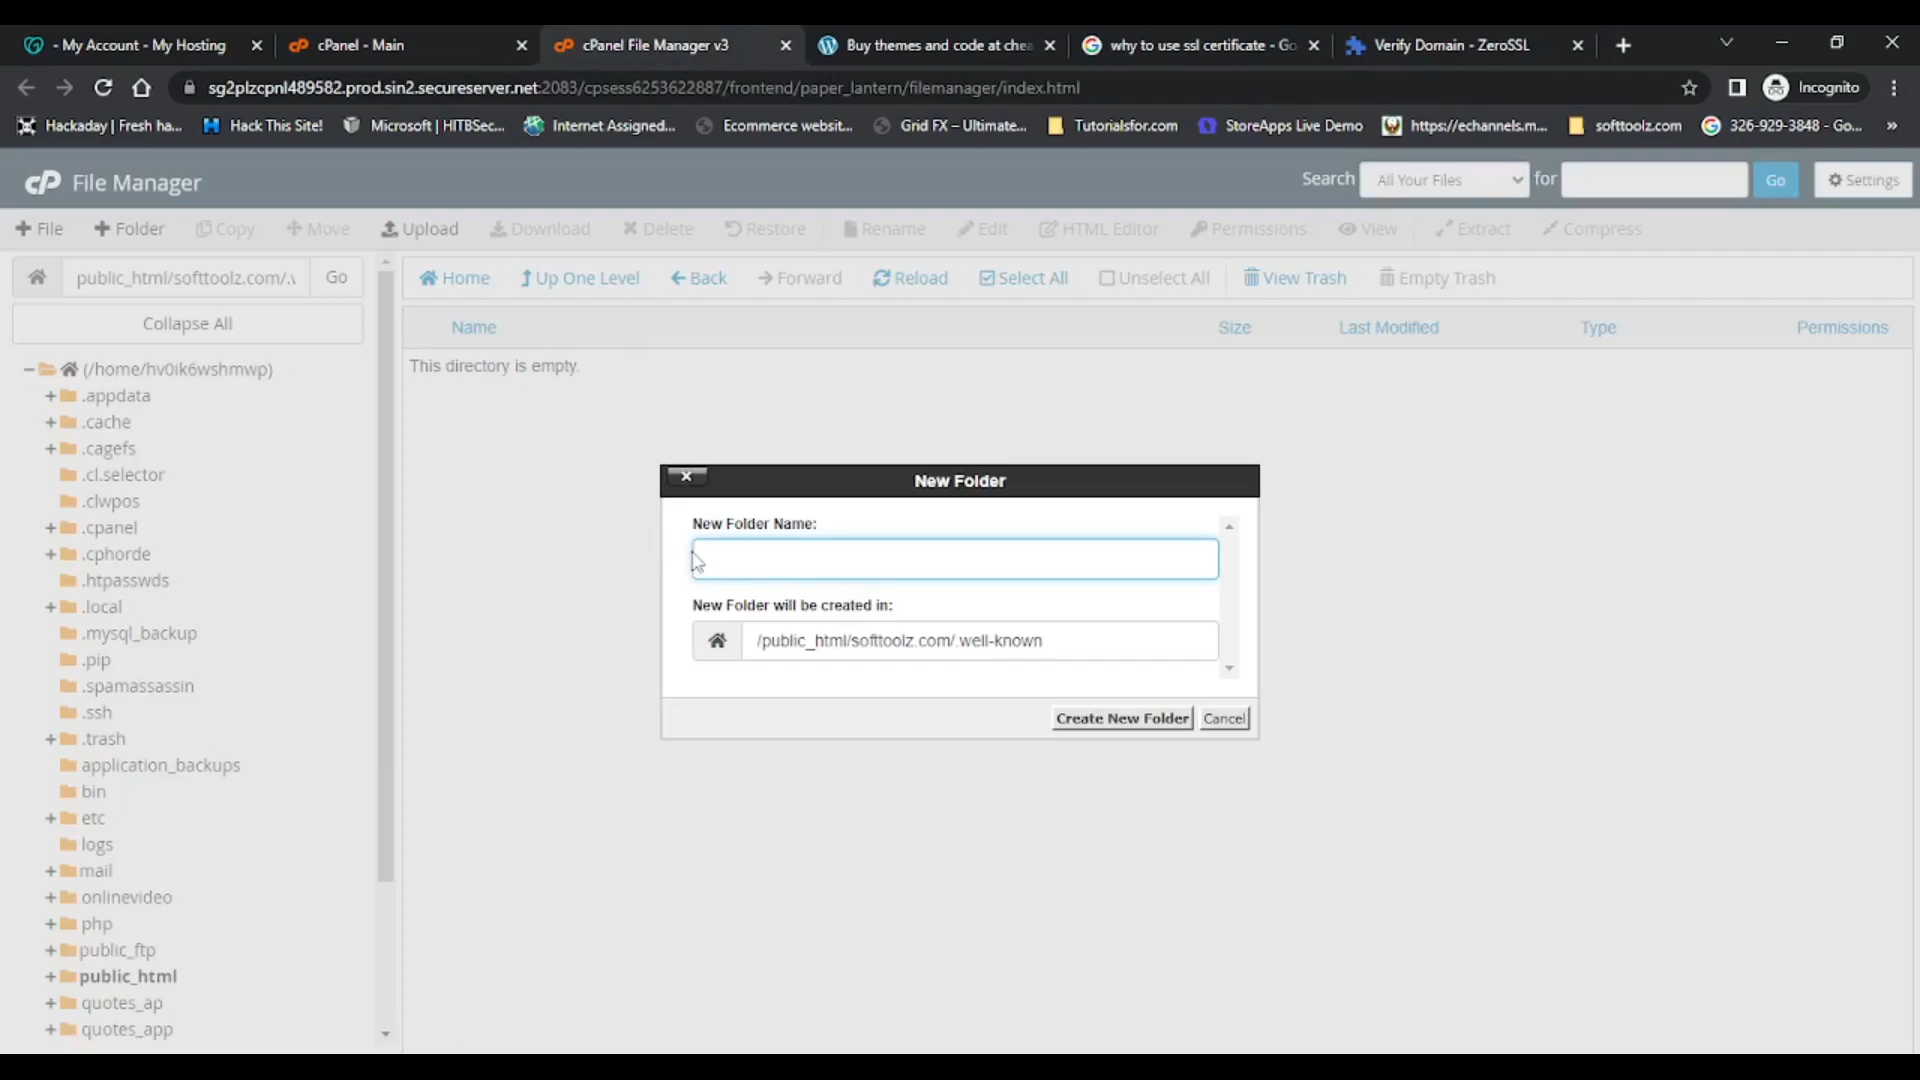 - My Account - My Hosting
cPanel - Main
cPanel File Manager v3
Buy themes and code at chea
why to use ssl certificate - Go
Verify Domain - ZeroSSL
sg2plzcpnl489582.prod.sin2.secureserver.net:2083/cpsess6253622887/frontend/paper_lantern/filemanager/index.html
Incognito
Hackaday | Fresh ha...
Hack This Site!
Microsoft | HITBSec...
Internet Assigned...
Ecommerce websit...
Grid FX – Ultimate...
Tutorialsfor.com
StoreApps Live Demo
https://echannels.m...
softtoolz.com
326-929-3848 - Go...
»
cP File Manager
Search All Your Files for Go Settings
+ File + Folder Copy Move Upload Download Delete Restore Rename Edit HTML Editor Permissions View Extract Compress
public_html/softtoolz.com/.\ Go
Home Up One Level Back Forward Reload Select All Unselect All View Trash Empty Trash
Collapse All
Name Size Last Modified Type Permissions
This directory is empty.
(/home/hv0ik6wshmwp)
.appdata
.cache
.cagefs
.cl.selector
.clwpos
.cpanel
.cphorde
.htpasswds
.local
.mysql_backup
.pip
.spamassassin
.ssh
.trash
application_backups
bin
etc
logs
mail
onlinevideo
php
public_ftp
public_html
quotes_ap
quotes_app
New Folder
New Folder Name:
New Folder will be created in:
/public_html/softtoolz.com/.well-known
Create New Folder Cancel